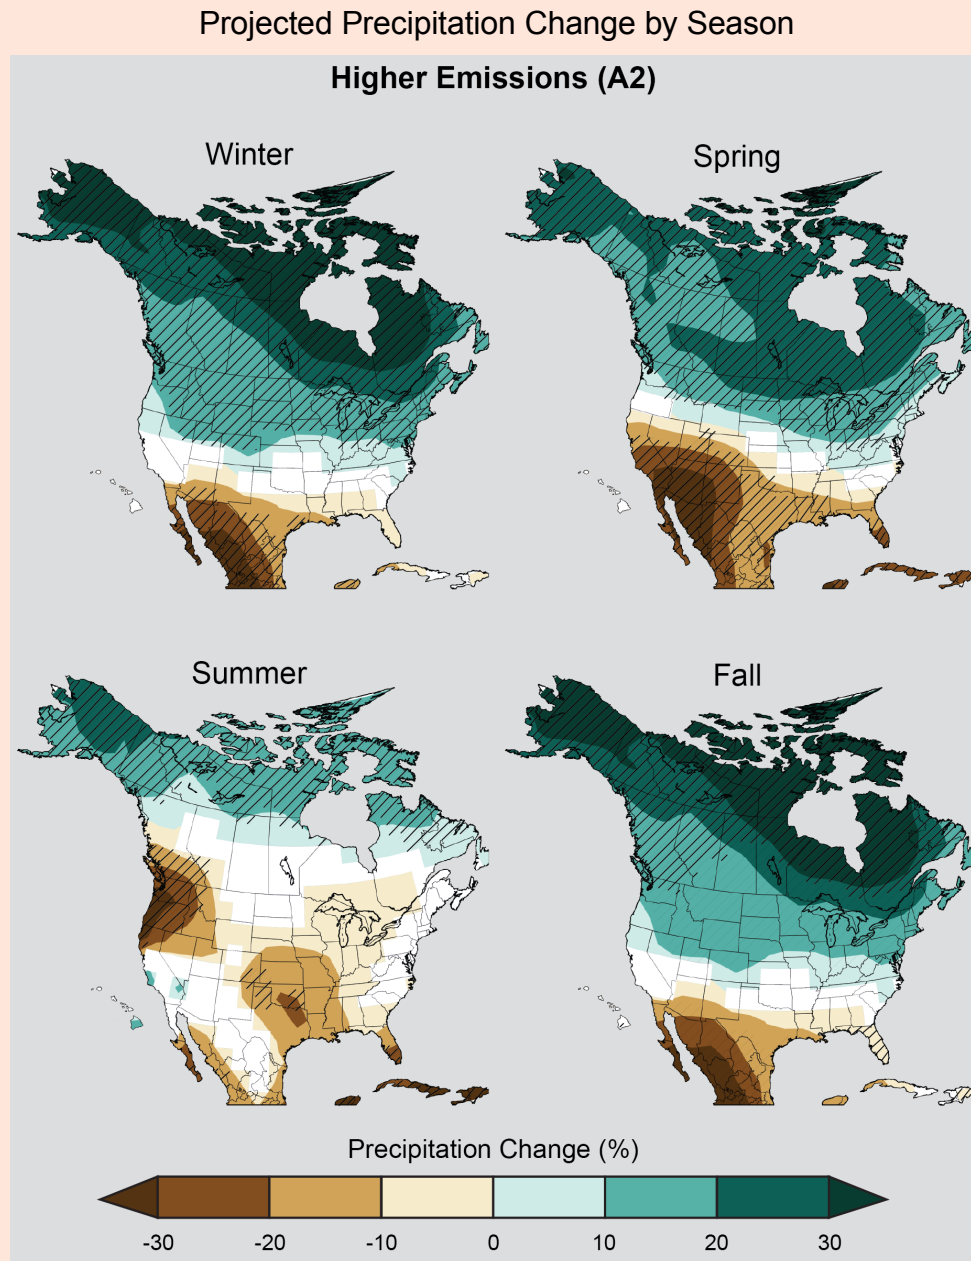 Projected Precipitation Change by Season
Higher Emissions (A2)
Winter
Spring
Summer
Fall
Precipitation Change (%)
-30 -20 -10 0 10 20 30